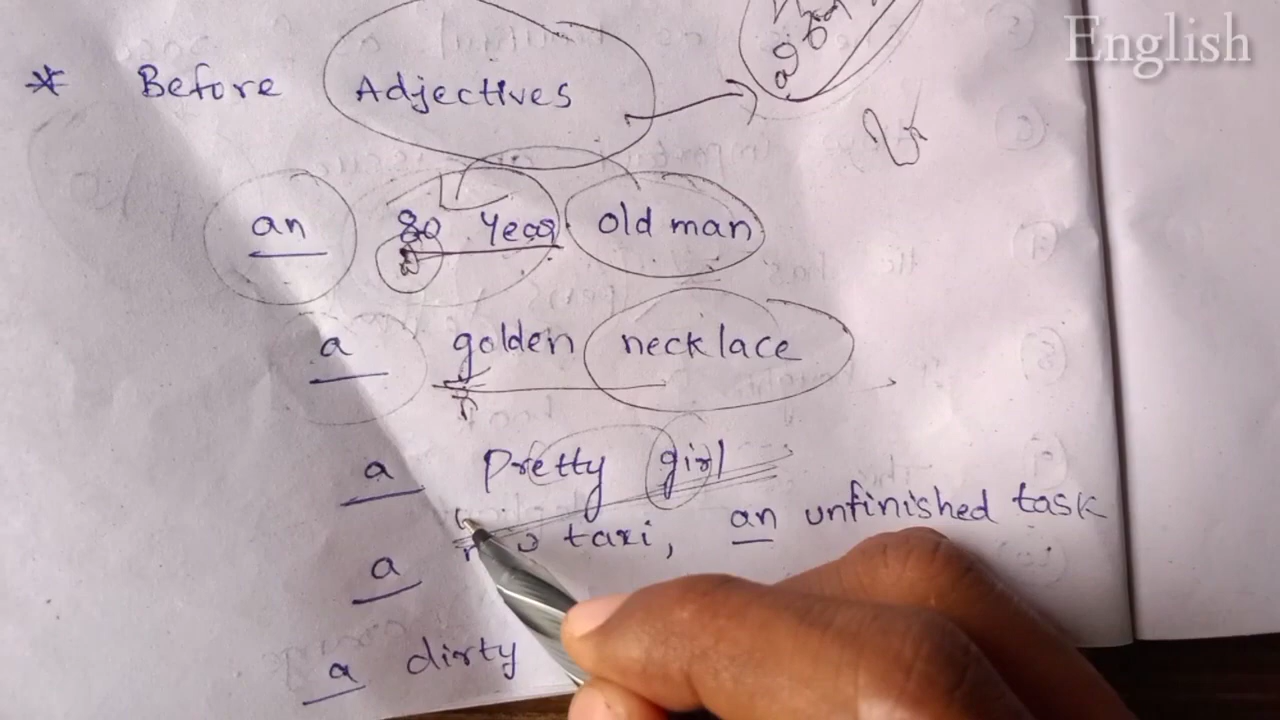 English
* Before Adjectives
an 80 Year old man
a golden necklace
a pretty girl
a taxi, an unfinished task
a dirty